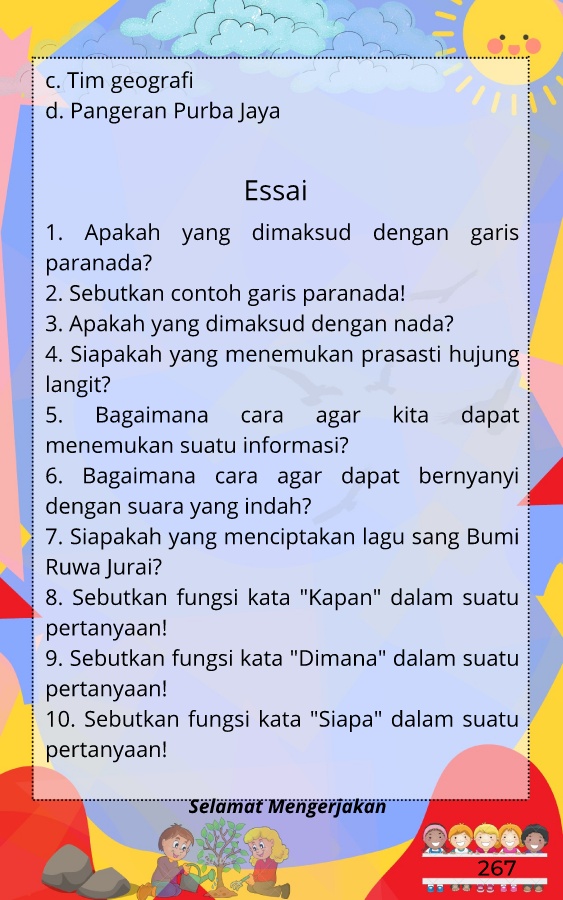 c. Tim geografi
d. Pangeran Purba Jaya
Essai
1. Apakah yang dimaksud dengan garis
paranada?
2. Sebutkan contoh garis paranada!
3. Apakah yang dimaksud dengan nada?
4. Siapakah yang menemukan prasasti hujung
langit?
5. Bagaimana cara agar kita dapat
menemukan suatu informasi?
6. Bagaimana cara agar dapat bernyanyi
dengan suara yang indah?
7. Siapakah yang menciptakan lagu sang Bumi
Ruwa Jurai?
8. Sebutkan fungsi kata "Kapan" dalam suatu
pertanyaan!
9. Sebutkan fungsi kata "Dimana" dalam suatu
pertanyaan!
10. Sebutkan fungsi kata "Siapa" dalam suatu
pertanyaan!
Selamat Mengerjakan
267